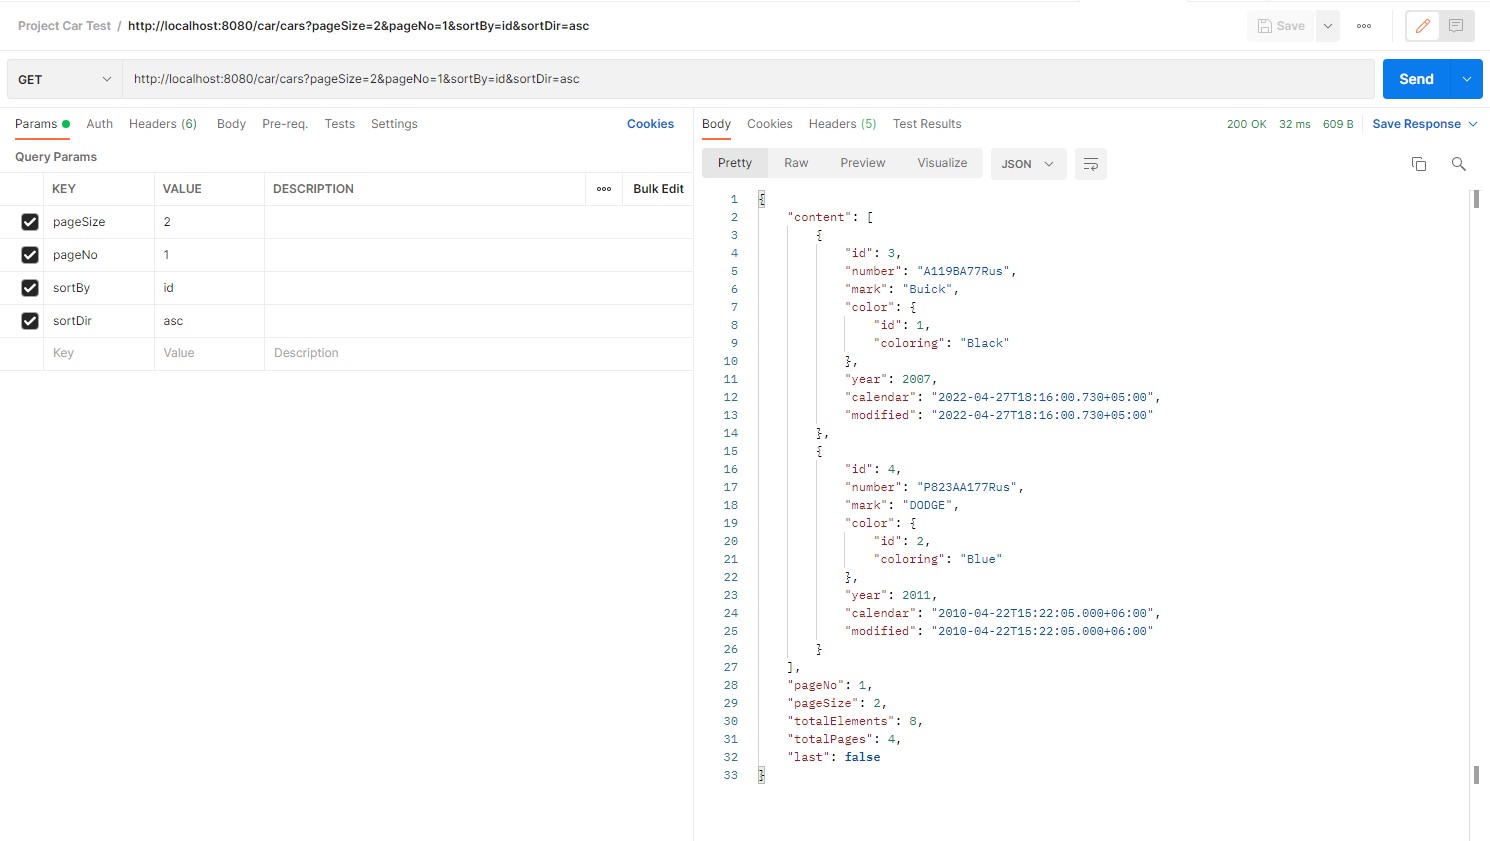 Project Car Test / http://localhost:8080/car/cars?pageSize=2&pageNo=1&sortBy=id&sortDir=asc
Save
GET http://localhost:8080/car/cars?pageSize=2&pageNo=1&sortBy=id&sortDir=asc
Send
Params Auth Headers (6) Body Pre-req. Tests Settings Cookies
Query Params
KEY VALUE DESCRIPTION Bulk Edit
pageSize 2
pageNo 1
sortBy id
sortDir asc
Key Value Description
Body Cookies Headers (5) Test Results 200 OK 32 ms 609 B Save Response
Pretty Raw Preview Visualize JSON
1 {
2 "content": [
3 {
4 "id": 3,
5 "number": "A119BA77Rus",
6 "mark": "Buick",
7 "color": {
8 "id": 1,
9 "coloring": "Black"
10 },
11 "year": 2007,
12 "calendar": "2022-04-27T18:16:00.730+05:00",
13 "modified": "2022-04-27T18:16:00.730+05:00"
14 },
15 {
16 "id": 4,
17 "number": "P823AA177Rus",
18 "mark": "DODGE",
19 "color": {
20 "id": 2,
21 "coloring": "Blue"
22 },
23 "year": 2011,
24 "calendar": "2010-04-22T15:22:05.000+06:00",
25 "modified": "2010-04-22T15:22:05.000+06:00"
26 }
27 ],
28 "pageNo": 1,
29 "pageSize": 2,
30 "totalElements": 8,
31 "totalPages": 4,
32 "last": false
33 }